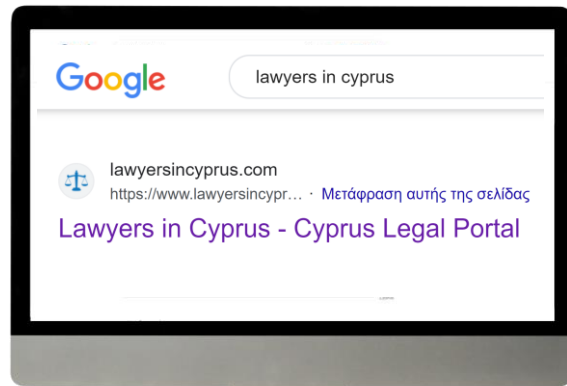 Google
lawyers in cyprus
lawyersincyprus.com
https://www.lawyersincypr... · Μετάφραση αυτής της σελίδας
Lawyers in Cyprus - Cyprus Legal Portal